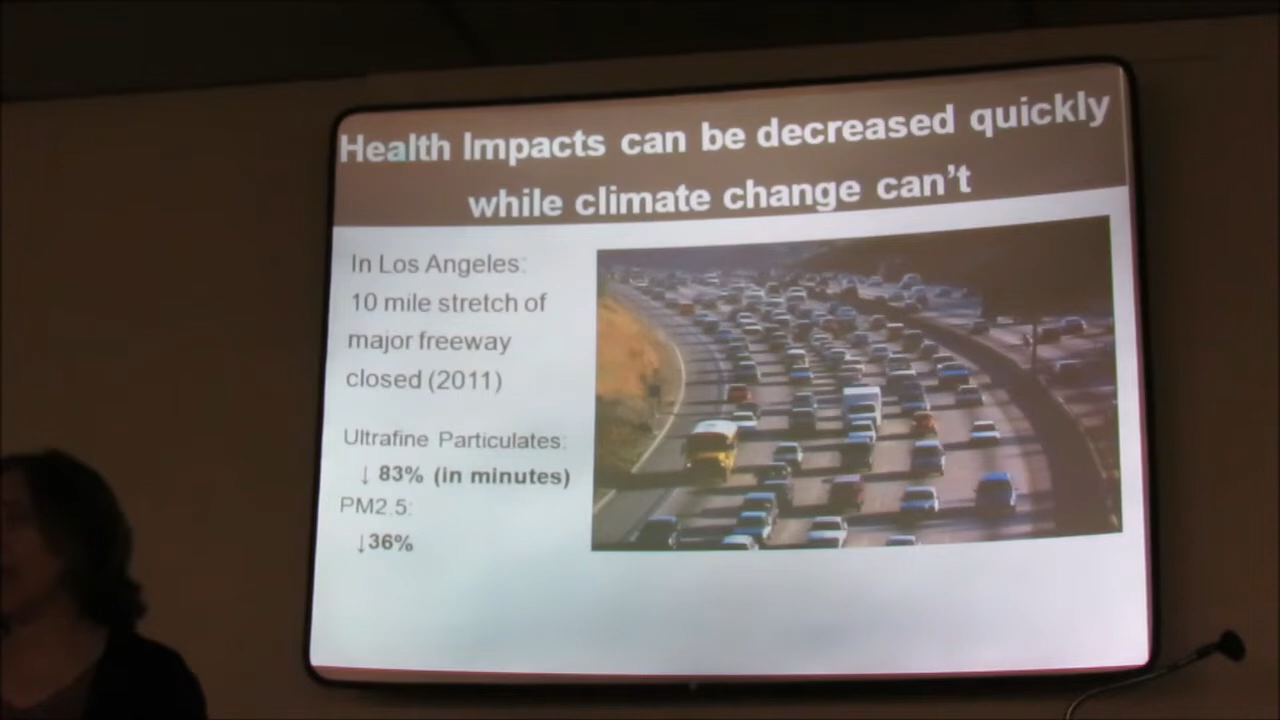 Health Impacts can be decreased quickly
while climate change can't
In Los Angeles:
10 mile stretch of
major freeway
closed (2011)
Ultrafine Particulates:
↓ 83% (in minutes)
PM2.5:
↓36%